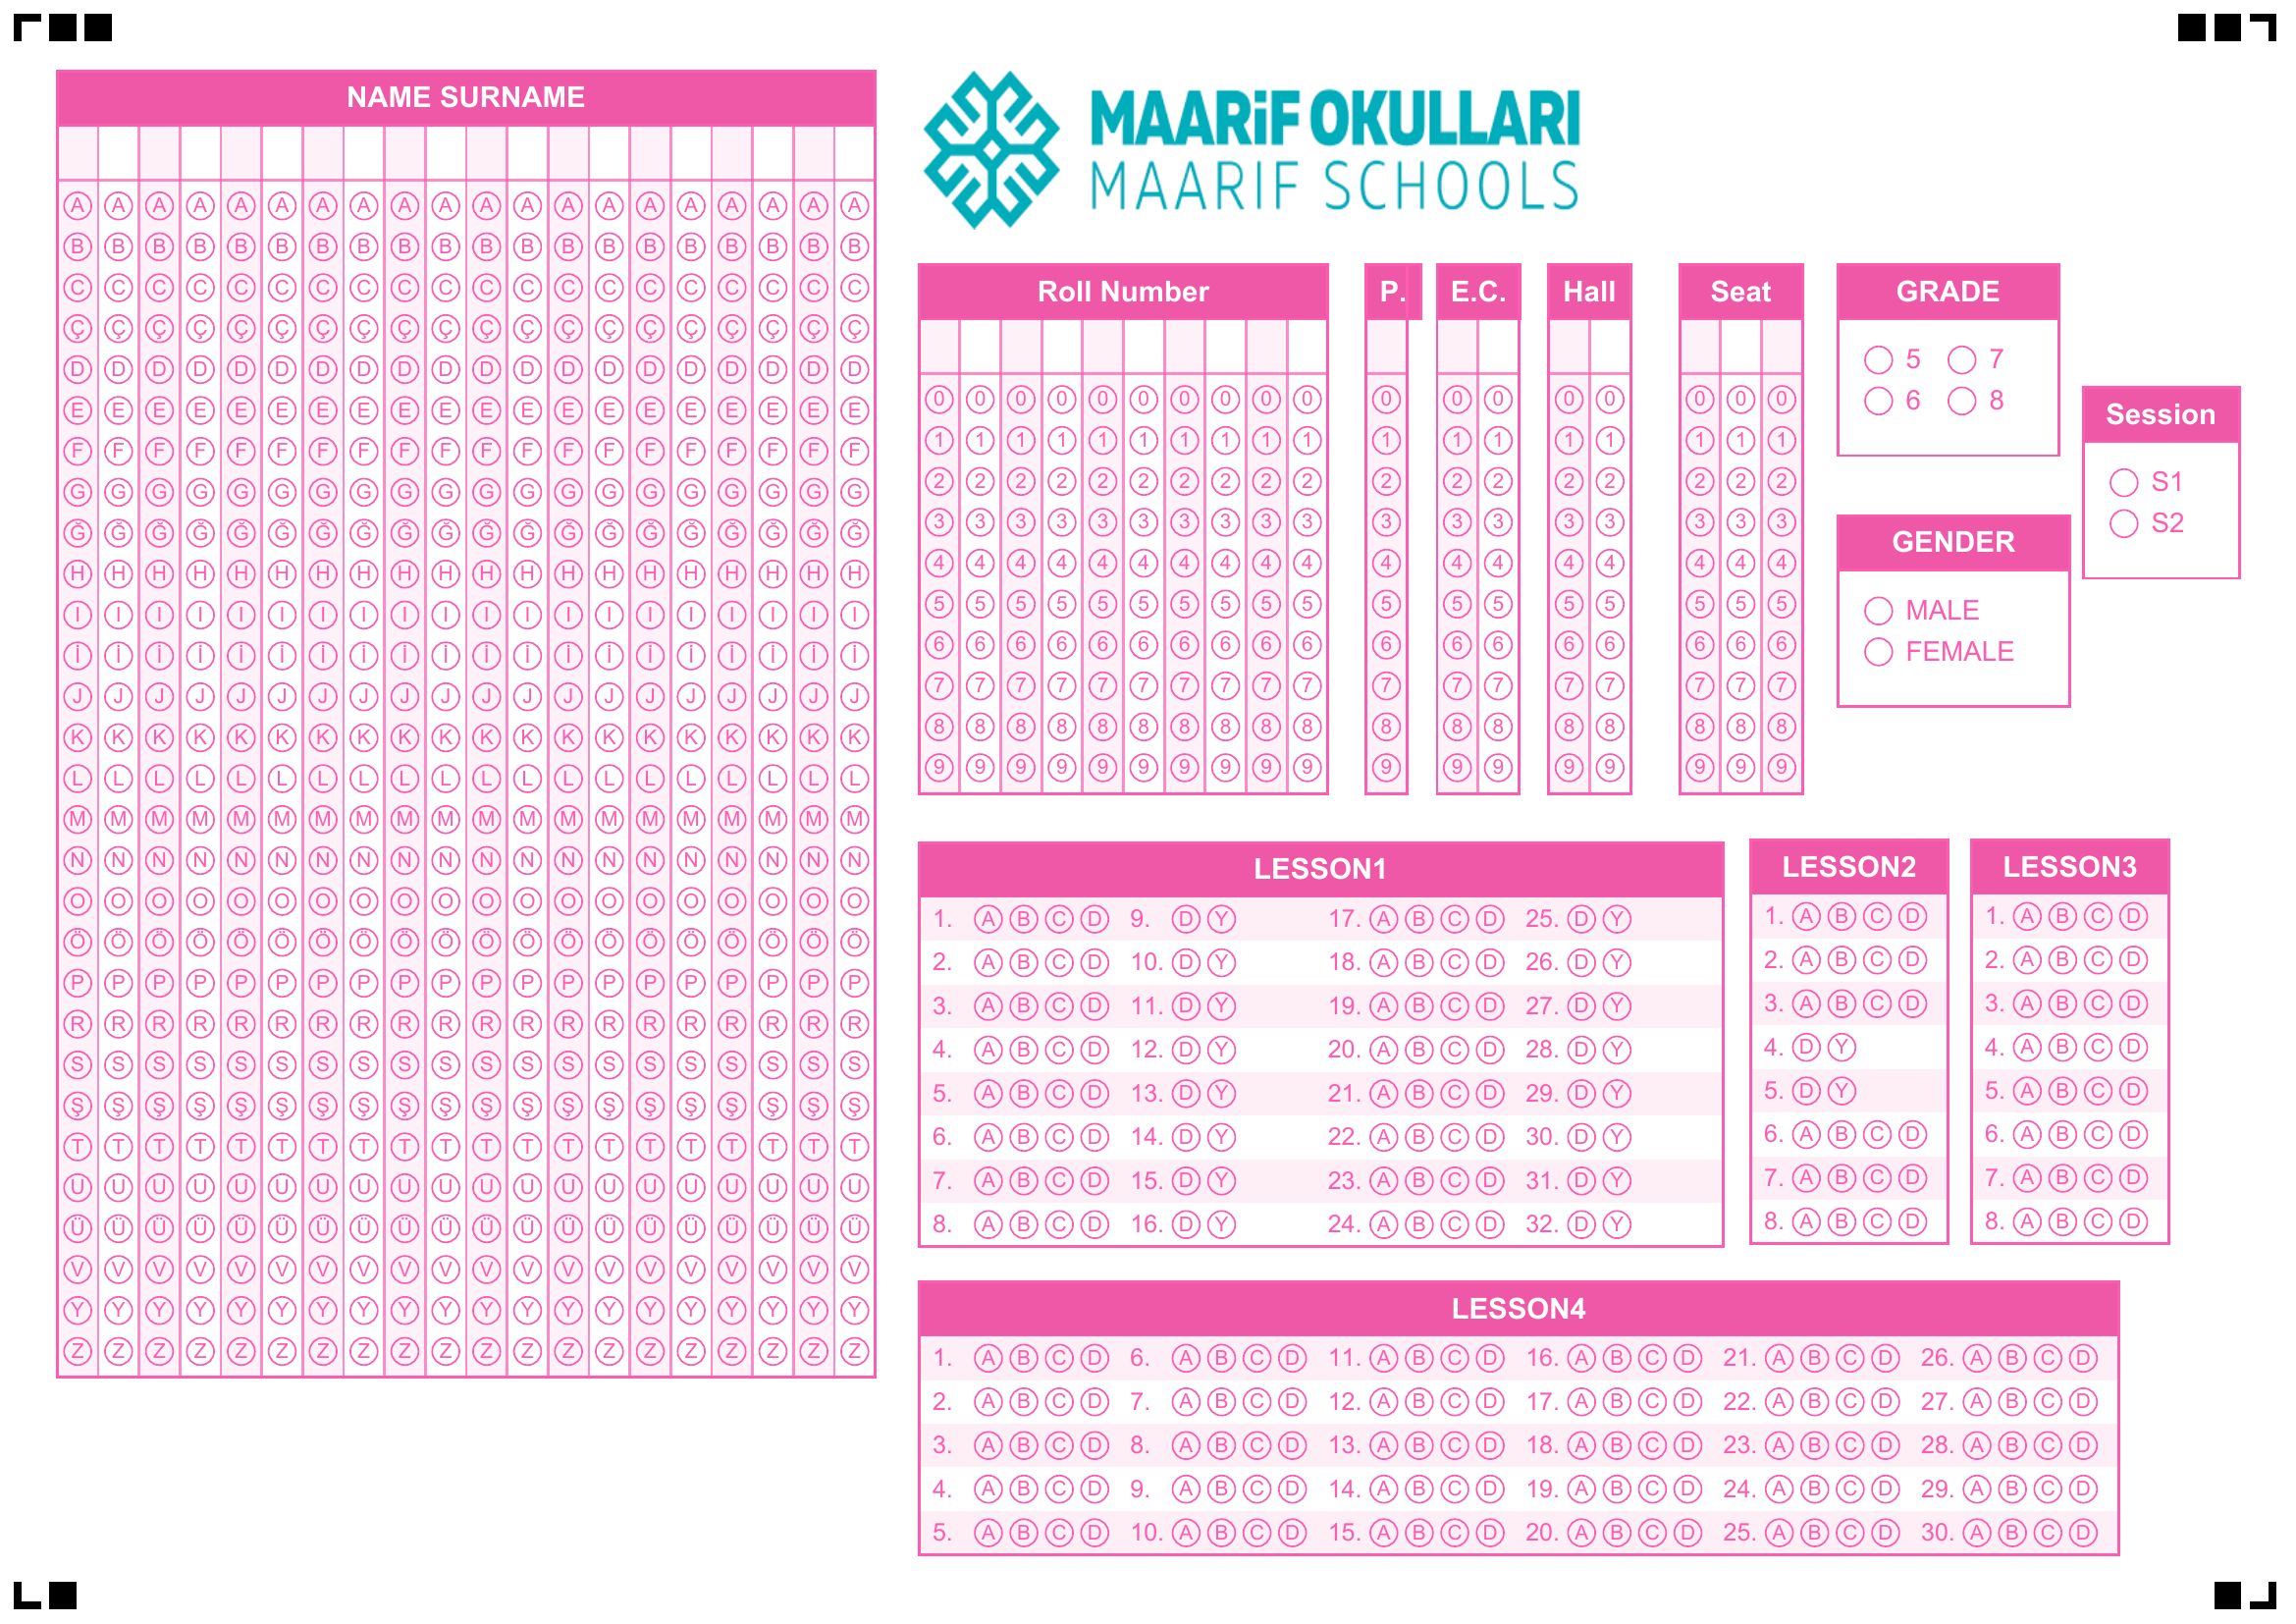 NAME SURNAME
A A A A A A A A A A A A A A A A A A A A
B B B B B B B B B B B B B B B B B B B B
C C C C C C C C C C C C C C C C C C C C
Ç Ç Ç Ç Ç Ç Ç Ç Ç Ç Ç Ç Ç Ç Ç Ç Ç Ç Ç Ç
D D D D D D D D D D D D D D D D D D D D
E E E E E E E E E E E E E E E E E E E E
F F F F F F F F F F F F F F F F F F F F
G G G G G G G G G G G G G G G G G G G G
Ğ Ğ Ğ Ğ Ğ Ğ Ğ Ğ Ğ Ğ Ğ Ğ Ğ Ğ Ğ Ğ Ğ Ğ Ğ Ğ
H H H H H H H H H H H H H H H H H H H H
I I I I I I I I I I I I I I I I I I I I
İ İ İ İ İ İ İ İ İ İ İ İ İ İ İ İ İ İ İ İ
J J J J J J J J J J J J J J J J J J J J
K K K K K K K K K K K K K K K K K K K K
L L L L L L L L L L L L L L L L L L L L
M M M M M M M M M M M M M M M M M M M M
N N N N N N N N N N N N N N N N N N N N
O O O O O O O O O O O O O O O O O O O O
Ö Ö Ö Ö Ö Ö Ö Ö Ö Ö Ö Ö Ö Ö Ö Ö Ö Ö Ö Ö
P P P P P P P P P P P P P P P P P P P P
R R R R R R R R R R R R R R R R R R R R
S S S S S S S S S S S S S S S S S S S S
Ş Ş Ş Ş Ş Ş Ş Ş Ş Ş Ş Ş Ş Ş Ş Ş Ş Ş Ş Ş
T T T T T T T T T T T T T T T T T T T T
U U U U U U U U U U U U U U U U U U U U
Ü Ü Ü Ü Ü Ü Ü Ü Ü Ü Ü Ü Ü Ü Ü Ü Ü Ü Ü Ü
V V V V V V V V V V V V V V V V V V V V
Y Y Y Y Y Y Y Y Y Y Y Y Y Y Y Y Y Y Y Y
Z Z Z Z Z Z Z Z Z Z Z Z Z Z Z Z Z Z Z Z
MAARiF OKULLARI
MAARIF SCHOOLS
Roll Number P. E.C. Hall Seat
0 0 0 0 0 0 0 0 0 0 0 0 0 0 0 0 0 0
1 1 1 1 1 1 1 1 1 1 1 1 1 1 1 1 1 1
2 2 2 2 2 2 2 2 2 2 2 2 2 2 2 2 2 2
3 3 3 3 3 3 3 3 3 3 3 3 3 3 3 3 3 3
4 4 4 4 4 4 4 4 4 4 4 4 4 4 4 4 4 4
5 5 5 5 5 5 5 5 5 5 5 5 5 5 5 5 5 5
6 6 6 6 6 6 6 6 6 6 6 6 6 6 6 6 6 6
7 7 7 7 7 7 7 7 7 7 7 7 7 7 7 7 7 7
8 8 8 8 8 8 8 8 8 8 8 8 8 8 8 8 8 8
9 9 9 9 9 9 9 9 9 9 9 9 9 9 9 9 9 9
GRADE
5 7
6 8
GENDER
MALE
FEMALE
Session
S1
S2
LESSON1
1. A B C D 9. D Y 17. A B C D 25. D Y
2. A B C D 10. D Y 18. A B C D 26. D Y
3. A B C D 11. D Y 19. A B C D 27. D Y
4. A B C D 12. D Y 20. A B C D 28. D Y
5. A B C D 13. D Y 21. A B C D 29. D Y
6. A B C D 14. D Y 22. A B C D 30. D Y
7. A B C D 15. D Y 23. A B C D 31. D Y
8. A B C D 16. D Y 24. A B C D 32. D Y
LESSON2
1. A B C D
2. A B C D
3. A B C D
4. D Y
5. D Y
6. A B C D
7. A B C D
8. A B C D
LESSON3
1. A B C D
2. A B C D
3. A B C D
4. A B C D
5. A B C D
6. A B C D
7. A B C D
8. A B C D
LESSON4
1. A B C D 6. A B C D 11. A B C D 16. A B C D 21. A B C D 26. A B C D
2. A B C D 7. A B C D 12. A B C D 17. A B C D 22. A B C D 27. A B C D
3. A B C D 8. A B C D 13. A B C D 18. A B C D 23. A B C D 28. A B C D
4. A B C D 9. A B C D 14. A B C D 19. A B C D 24. A B C D 29. A B C D
5. A B C D 10. A B C D 15. A B C D 20. A B C D 25. A B C D 30. A B C D